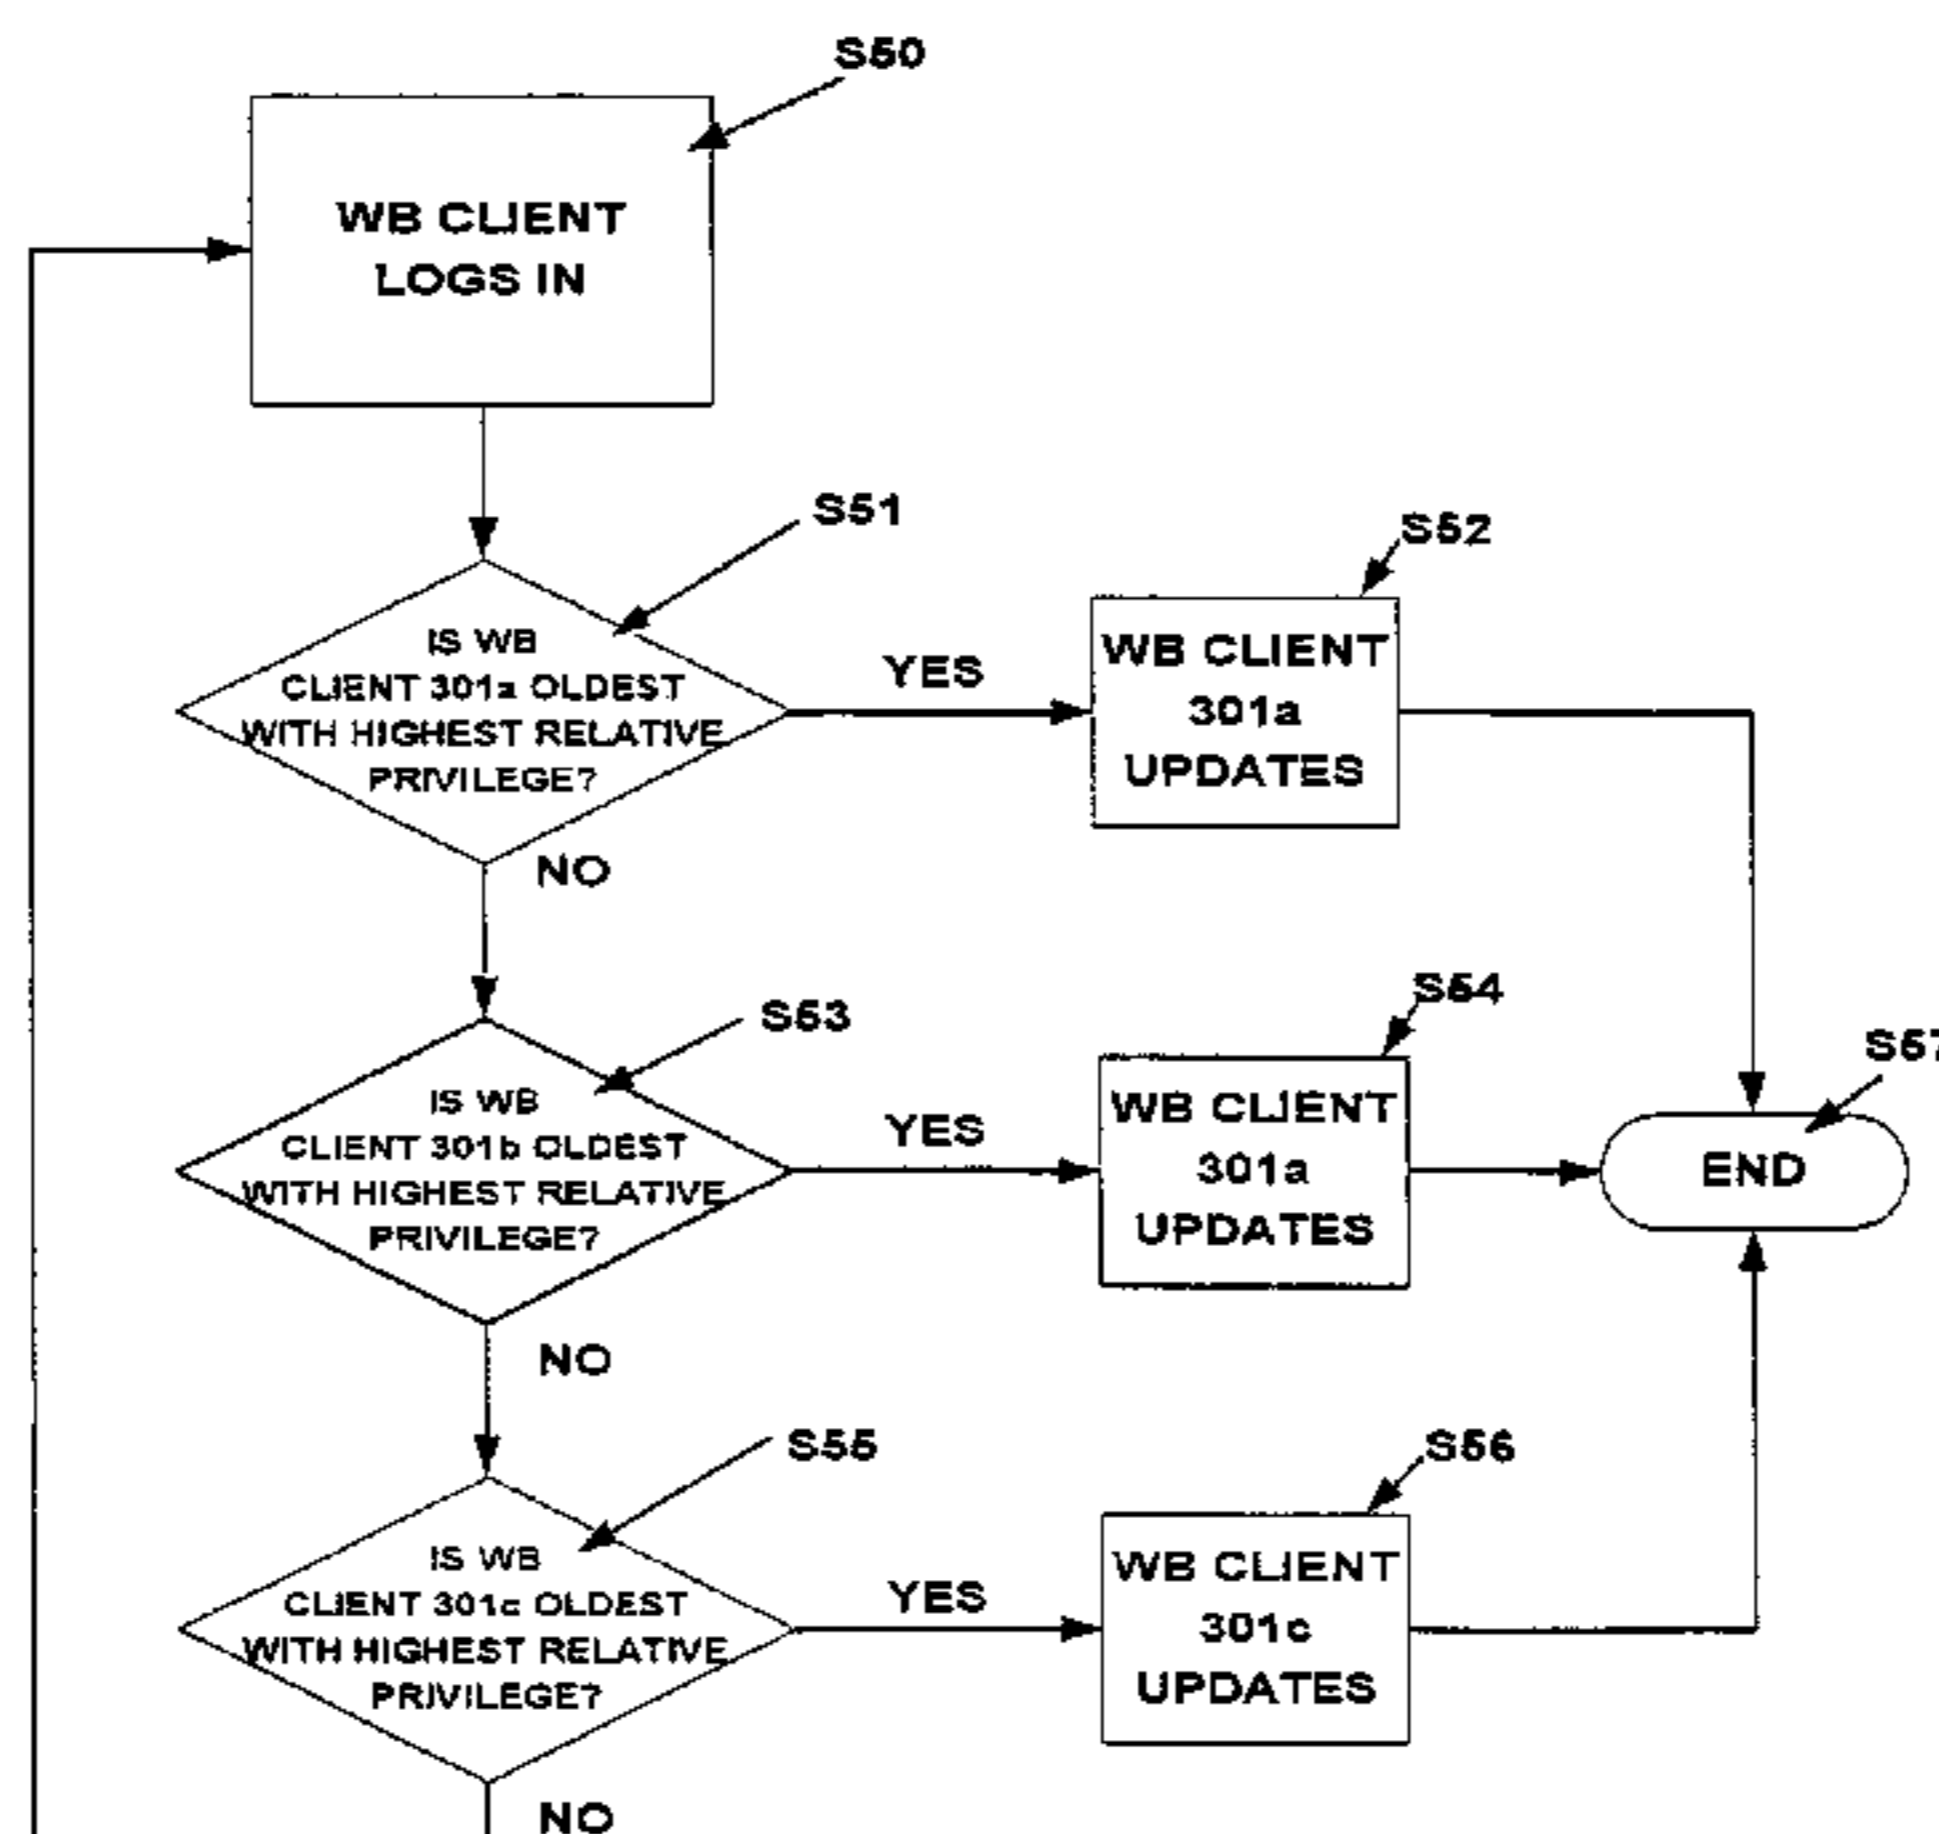 S50
WB CLIENT
LOGS IN
S51
IS WB
CLIENT 301a OLDEST
WITH HIGHEST RELATIVE
PRIVILEGE?
YES
S52
WB CLIENT
301a
UPDATES
NO
S53
IS WB
CLIENT 301b OLDEST
WITH HIGHEST RELATIVE
PRIVILEGE?
YES
S54
WB CLIENT
301a
UPDATES
S57
END
NO
S55
IS WB
CLIENT 301c OLDEST
WITH HIGHEST RELATIVE
PRIVILEGE?
YES
S56
WB CLIENT
301c
UPDATES
NO